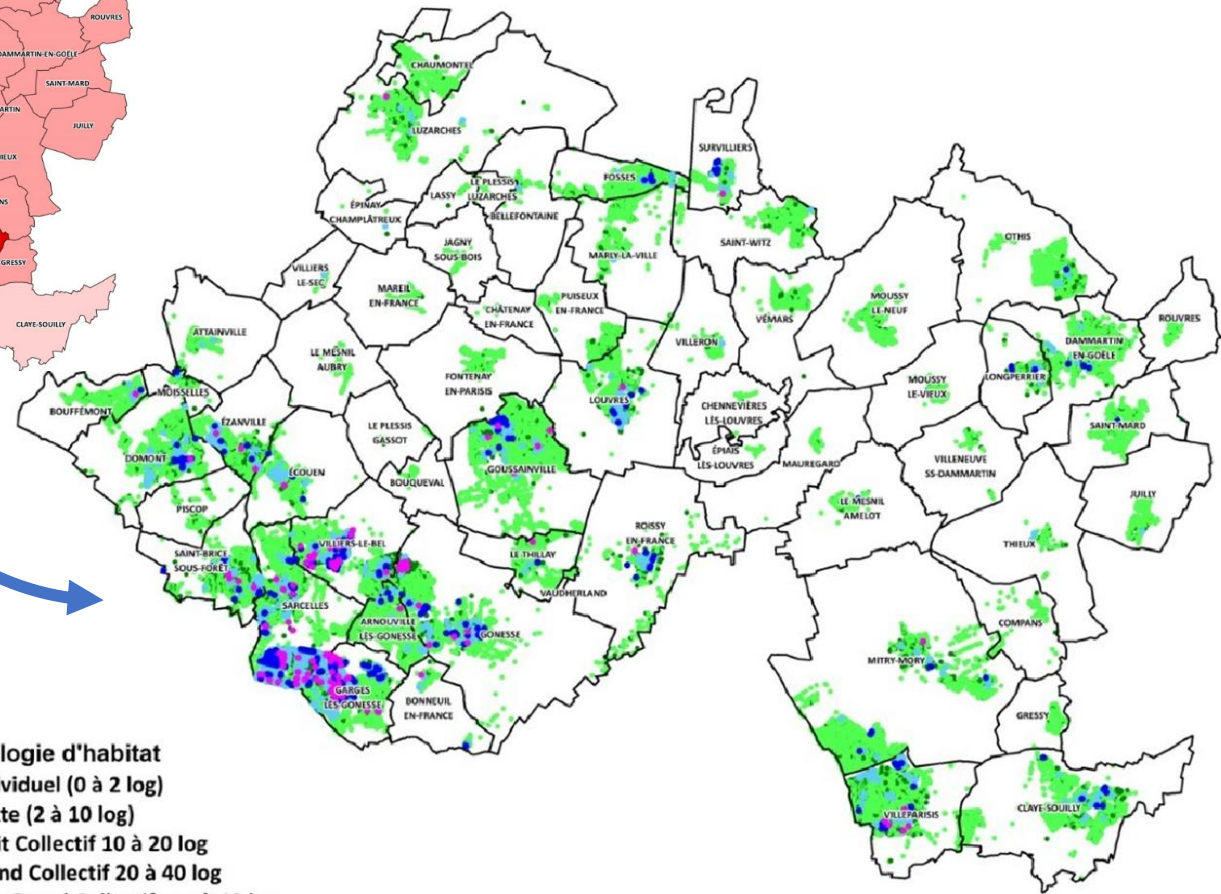 ROUVRES
DAMMARTIN-EN-GOËLE
SAINT-MARD
JUILLY
GRESSY
CLAYE-SOUILLY
CHAUMONTEL
LUZARCHES
SURVILLIERS
FOSSES
LE PLESSIS
LUZARCHES
LASSY
ÉPINAY
CHAMPLÂTREUX
BELLEFONTAINE
JAGNY
SOUS-BOIS
MARLY-LA-VILLE
SAINT-WITZ
OTHIS
VILLIERS
LE-SEC
MAREIL
EN-FRANCE
CHÂTENAY
EN-FRANCE
PUISEUX
EN-FRANCE
VÉMARS
MOUSSY
LE-NEUF
ROUVRES
ATTAINVILLE
LE MESNIL
AUBRY
VILLERON
DAMMARTIN
EN-GOËLE
FONTENAY
EN-PARISIS
LONGPERRIER
MOUSSY
LE-VIEUX
MOISSELLES
BOUFFÉMONT
LOUVRES
CHENNEVIÈRES
LÈS-LOUVRES
ÉZANVILLE
LE PLESSIS
GASSOT
SAINT-MARD
DOMONT
ÉPIAIS
LÈS-LOUVRES
MAUREGARD
VILLENEUVE
SS-DAMMARTIN
ÉCOUEN
BOUQUEVAL
GOUSSAINVILLE
JUILLY
PISCOP
LE MESNIL
AMELOT
ROISSY
EN-FRANCE
THIEUX
VILLIERS-LE-BEL
SAINT-BRICE
SOUS-FORÊT
LE THILLAY
VAUDHERLAND
SARCELLES
ARNOUVILLE
LÈS-GONESSE
GONESSE
COMPANS
MITRY-MORY
GARGES
LÈS-GONESSE
BONNEUIL
EN-FRANCE
GRESSY
CLAYE-SOUILLY
VILLEPARISIS
logie d'habitat
ividuel (0 à 2 log)
te (2 à 10 log)
it Collectif 10 à 20 log
nd Collectif 20 à 40 log